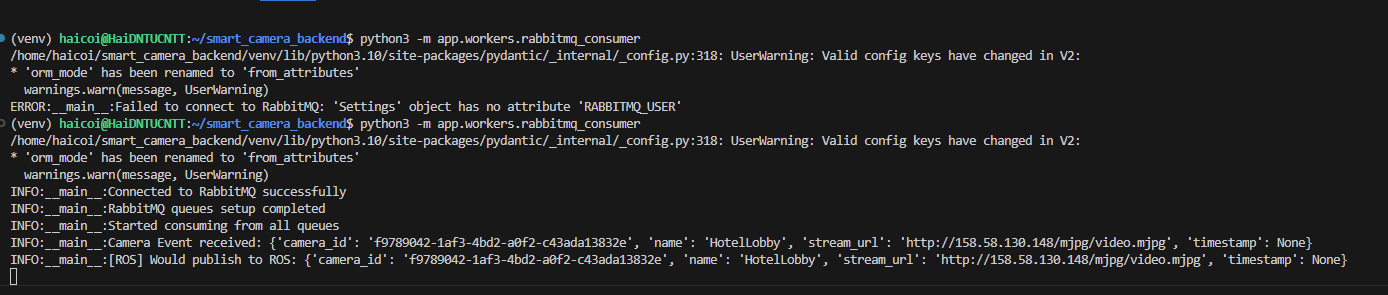 (venv) haicoi@HaiDNTUCNTT:~/smart_camera_backend$ python3 -m app.workers.rabbitmq_consumer
/home/haicoi/smart_camera_backend/venv/lib/python3.10/site-packages/pydantic/_internal/_config.py:318: UserWarning: Valid config keys have changed in V2:
* 'orm_mode' has been renamed to 'from_attributes'
  warnings.warn(message, UserWarning)
ERROR:__main__:Failed to connect to RabbitMQ: 'Settings' object has no attribute 'RABBITMQ_USER'
(venv) haicoi@HaiDNTUCNTT:~/smart_camera_backend$ python3 -m app.workers.rabbitmq_consumer
/home/haicoi/smart_camera_backend/venv/lib/python3.10/site-packages/pydantic/_internal/_config.py:318: UserWarning: Valid config keys have changed in V2:
* 'orm_mode' has been renamed to 'from_attributes'
  warnings.warn(message, UserWarning)
INFO:__main__:Connected to RabbitMQ successfully
INFO:__main__:RabbitMQ queues setup completed
INFO:__main__:Started consuming from all queues
INFO:__main__:Camera Event received: {'camera_id': 'f9789042-1af3-4bd2-a0f2-c43ada13832e', 'name': 'HotelLobby', 'stream_url': 'http://158.58.130.148/mjpg/video.mjpg', 'timestamp': None}
INFO:__main__:[ROS] Would publish to ROS: {'camera_id': 'f9789042-1af3-4bd2-a0f2-c43ada13832e', 'name': 'HotelLobby', 'stream_url': 'http://158.58.130.148/mjpg/video.mjpg', 'timestamp': None}